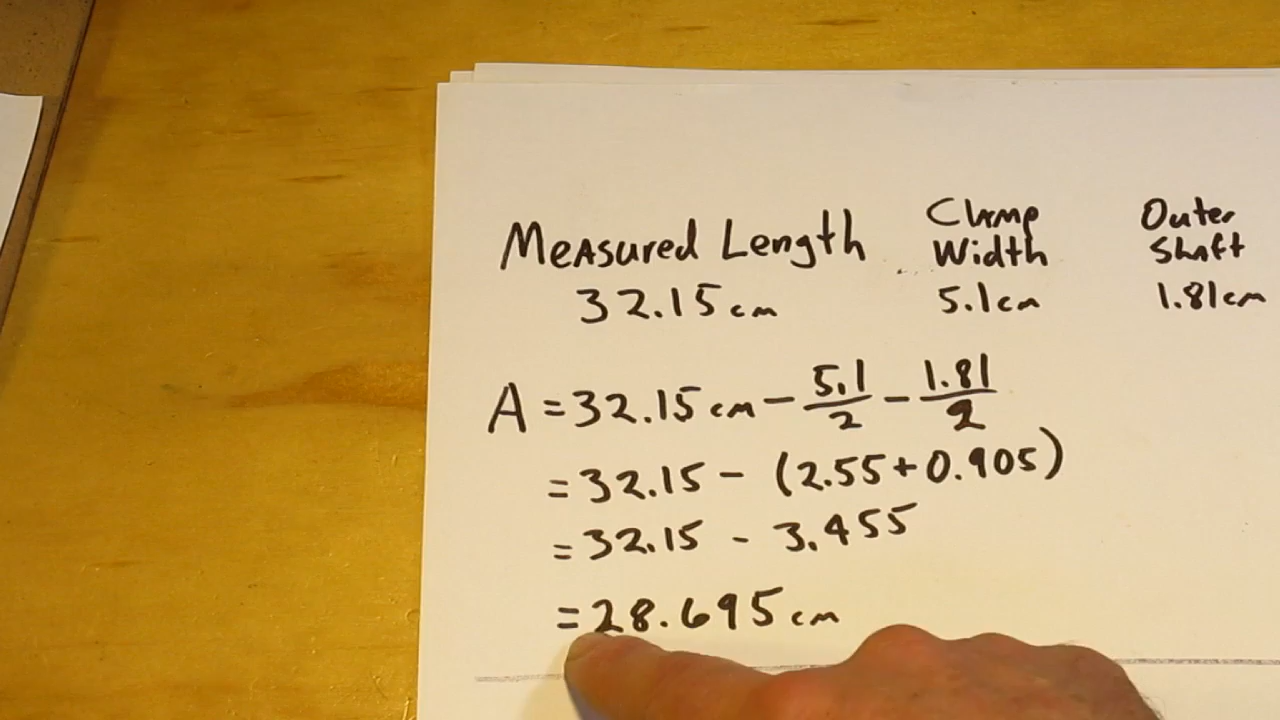 Measured Length Clamp Width Outer Shaft
32.15cm 5.1cm 1.81cm
A = 32.15cm - 5.1/2 - 1.81/2
= 32.15 - (2.55 + 0.905)
= 32.15 - 3.455
= 28.695cm